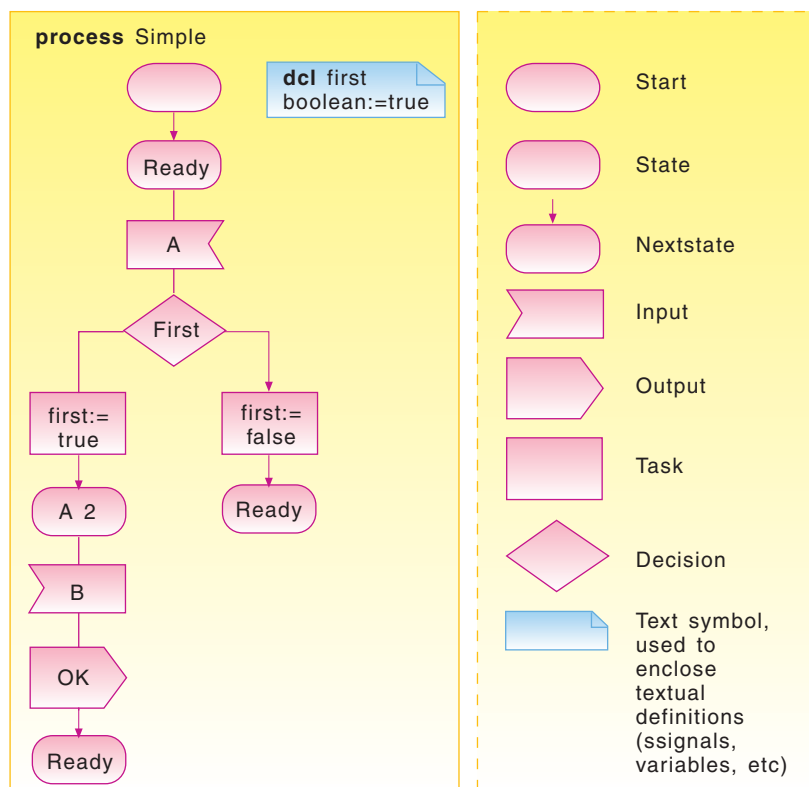 process Simple
dcl first
boolean:=true
Ready
A
First
first:=
true
first:=
false
A 2
Ready
B
OK
Ready
Start
State
Nextstate
Input
Output
Task
Decision
Text symbol,
used to
enclose
textual
definitions
(ssignals,
variables, etc)